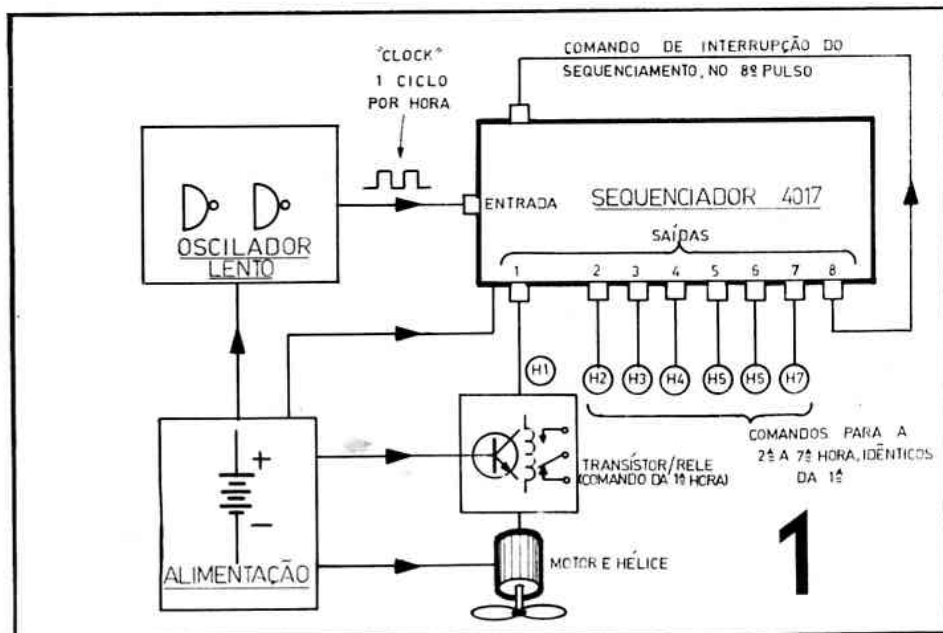 "CLOCK"
1 CICLO
POR HORA
COMANDO DE INTERRUPÇÃO DO
SEQUENCIAMENTO, NO 8º PULSO
OSCILADOR
LENTO
ENTRADA
SEQUENCIADOR 4017
SAÍDAS
1 2 3 4 5 6 7 8
H1
H2 H3 H4 H5 H5 H7
COMANDOS PARA A
2ª A 7ª HORA, IDÊNTICOS
DA 1ª
TRANSÍSTOR/RELE
(COMANDO DA 1ª HORA)
+
−
ALIMENTAÇÃO
MOTOR E HÉLICE
1